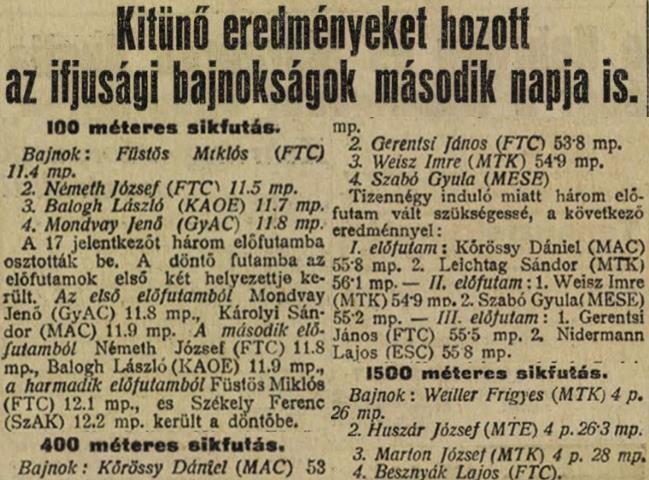 Kitünő eredményeket hozott
az ifjusági bajnokságok második napja is.
100 méteres sikfutás.
Bajnok: Füstös Miklós (FTC)
11.4 mp.
2. Németh József (FTC) 11.5 mp.
3. Balogh László (KAOE) 11.7 mp.
4. Mondvay Jenő (GyAC) 11.8 mp.
A 17 jelentkezőt három előfutamba
osztották be. A döntő futamba az
előfutamok első két helyezettje ke-
rült. Az első előfutamból Mondvay
Jenő (GyAC) 11.8 mp., Károlyi Sán-
dor (MAC) 11.9 mp. A második elő-
futamból Németh József (FTC) 11.8
mp., Balogh László (KAOE) 11.9 mp.,
a harmadik előfutamból Füstös Miklós
(FTC) 12.1 mp., es Székely Ferenc
(SzAK) 12.2 mp. került a döntőbe.
400 méteres sikfutás.
Bajnok: Kőrössy Dániel (MAC) 53
mp.
2. Gerentsi János (FTC) 53·8 mp.
3. Weisz Imre (MTK) 54·9 mp.
4. Szabó Gyula (MESE)
Tizennégy induló miatt három elő-
futam vált szükségessé, a következő
eredménnyel:
I. előfutam: Kőrössy Dániel (MAC)
55·8 mp. 2. Leichtag Sándor (MTK)
56·1 mp. — II. előfutam: 1. Weisz Imre
(MTK) 54·9 mp. 2. Szabó Gyula (MESE)
55·2 mp. — III. előfutam: 1. Gerentsi
János (FTC) 55·5 mp. 2. Nidermann
Lajos (ESC) 55 8 mp.
1500 méteres sikfutás.
Bajnok: Weiller Frigyes (MTK) 4 p.
26 mp.
2. Huszár József (MTE) 4 p. 26·3 mp.
3. Marton József (MTK) 4 p. 28 mp.
4. Besznyák Lajos (FTC).